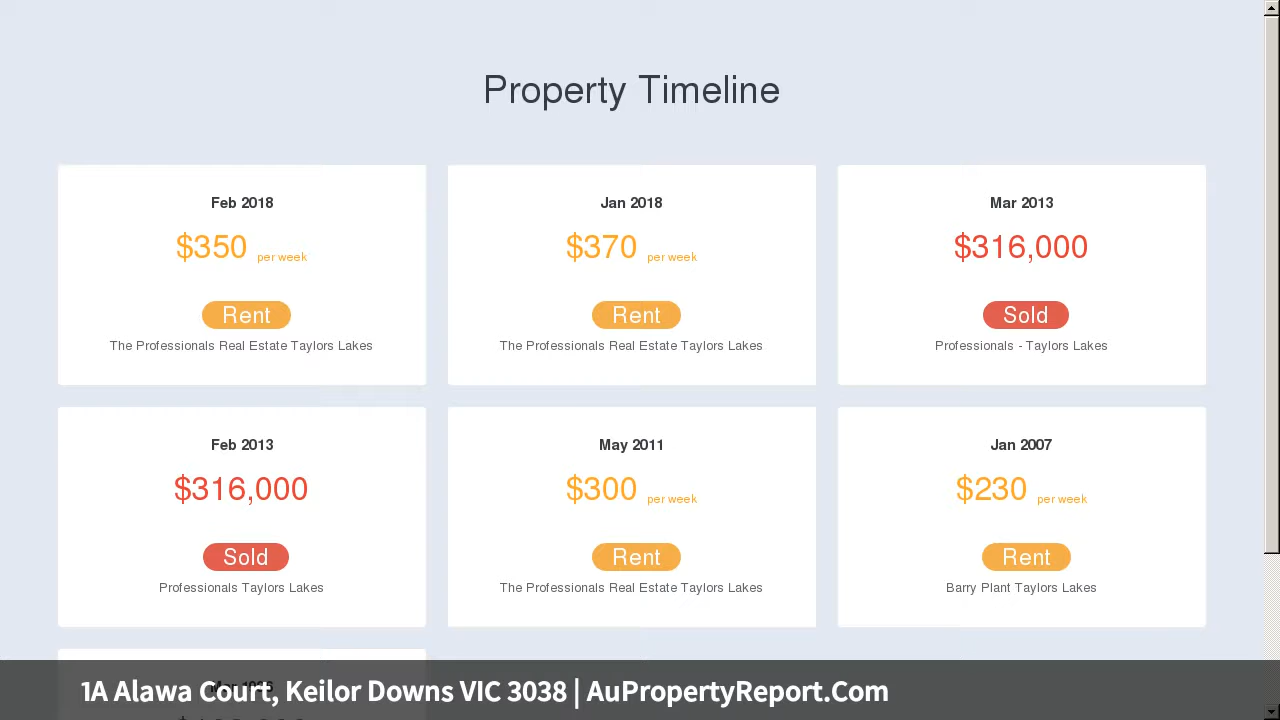 Property Timeline
Feb 2018
$350 per week
Rent
The Professionals Real Estate Taylors Lakes
Jan 2018
$370 per week
Rent
The Professionals Real Estate Taylors Lakes
Mar 2013
$316,000
Sold
Professionals - Taylors Lakes
Feb 2013
$316,000
Sold
Professionals Taylors Lakes
May 2011
$300 per week
Rent
The Professionals Real Estate Taylors Lakes
Jan 2007
$230 per week
Rent
Barry Plant Taylors Lakes
1A Alawa Court, Keilor Downs VIC 3038 | AuPropertyReport.Com